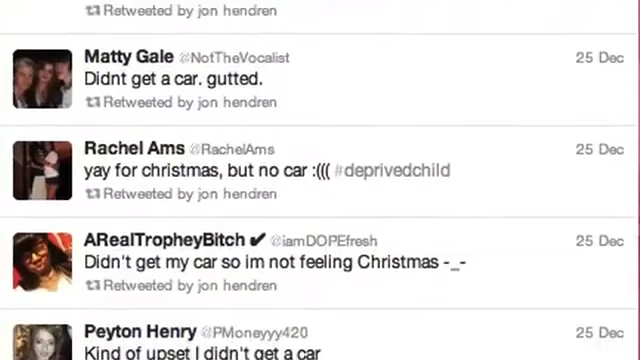 Retweeted by jon hendren
Matty Gale @NotTheVocalist 25 Dec
Didnt get a car. gutted.
Retweeted by jon hendren
Rachel Ams @RachelAms 25 Dec
yay for christmas, but no car :((( #deprivedchild
Retweeted by jon hendren
ARealTropheyBitch ✔ @iamDOPEfresh 25 Dec
Didn't get my car so im not feeling Christmas -_-
Retweeted by jon hendren
Peyton Henry @PMoneyyy420 25 Dec
Kind of upset I didn't get a car